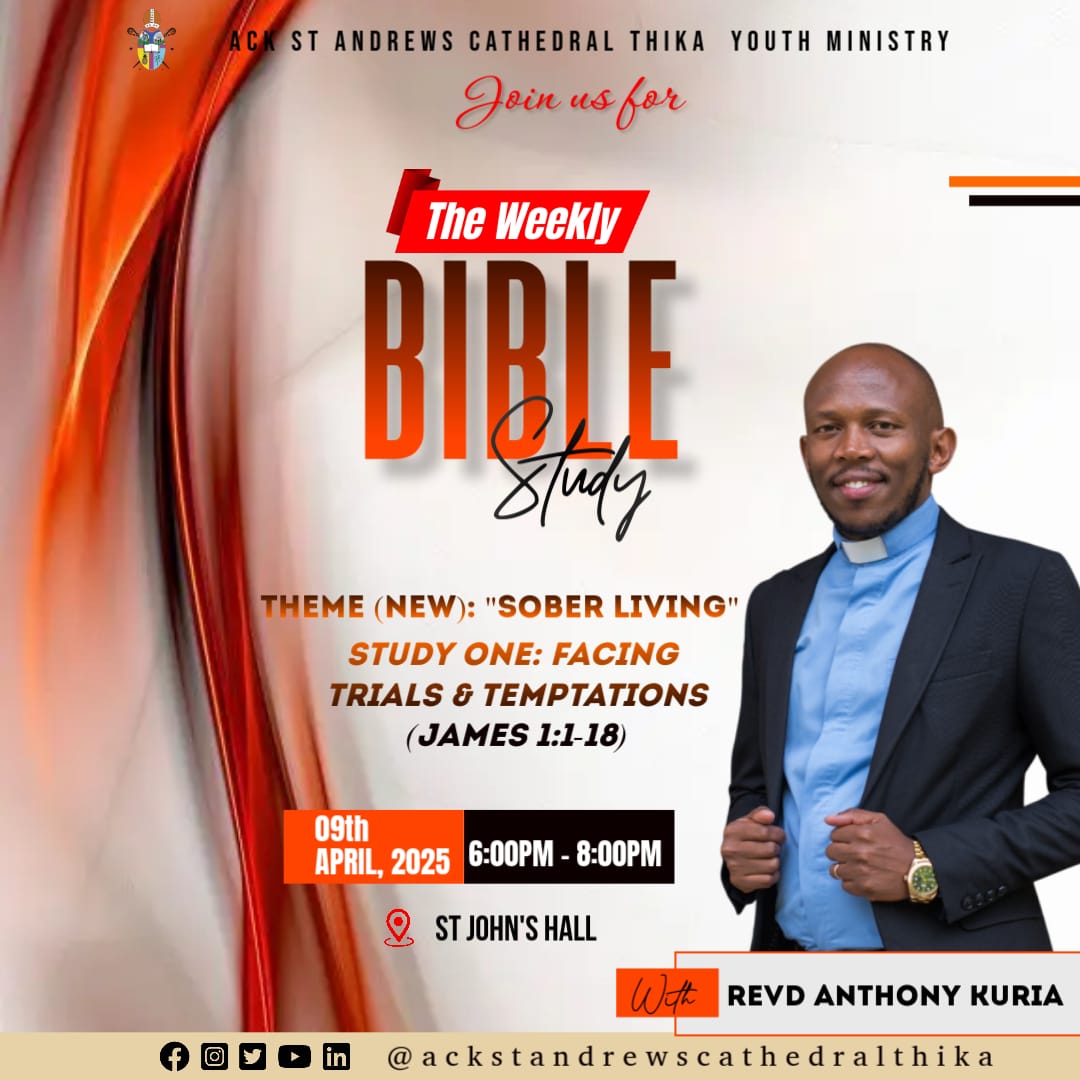 ACK ST ANDREWS CATHEDRAL THIKA YOUTH MINISTRY
Join us for
The Weekly
BIBLE
Study
THEME (NEW): "SOBER LIVING"
STUDY ONE: FACING
TRIALS & TEMPTATIONS
(JAMES 1:1-18)
09th
APRIL, 2025
6:00PM - 8:00PM
ST JOHN'S HALL
With
REVD ANTHONY KURIA
@ackstandrewscathedralthika